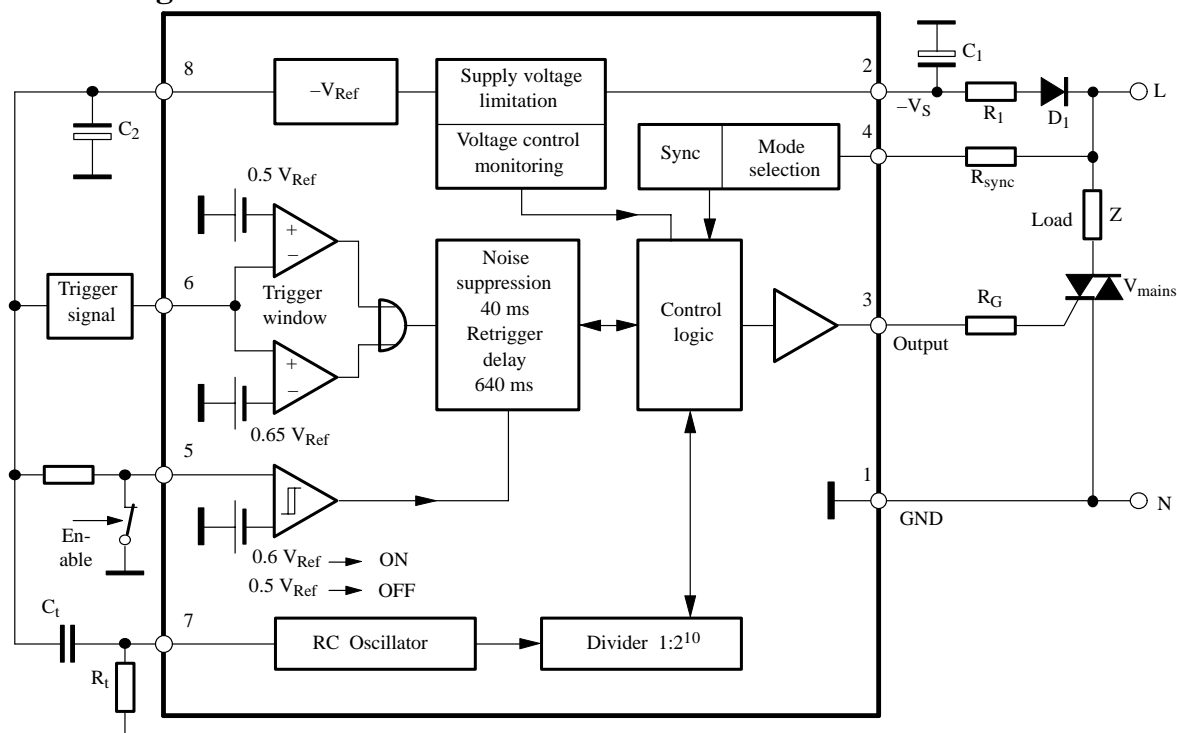 8
–V_Ref
Supply voltage
limitation
Voltage control
monitoring
2
C_1
–V_S
R_1
D_1
L
C_2
4
Sync
Mode
selection
R_sync
0.5 V_Ref
+
–
Load
Z
Trigger
signal
6
Trigger
window
Noise
suppression
40 ms
Retrigger
delay
640 ms
Control
logic
3
Output
R_G
V_mains
+
–
0.65 V_Ref
5
1
GND
N
En-
able
0.6 V_Ref
ON
0.5 V_Ref
OFF
C_t
7
RC Oscillator
Divider 1:2^10
R_t